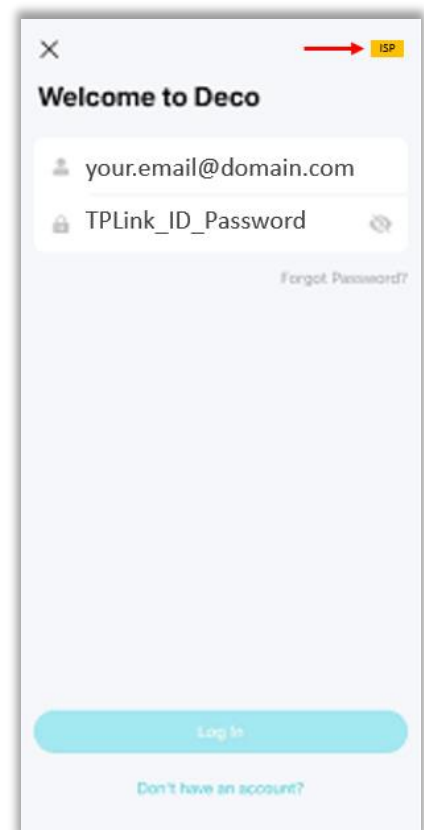 ISP
Welcome to Deco
your.email@domain.com
TPLink_ID_Password
Forgot Password?
Log In
Don't have an account?